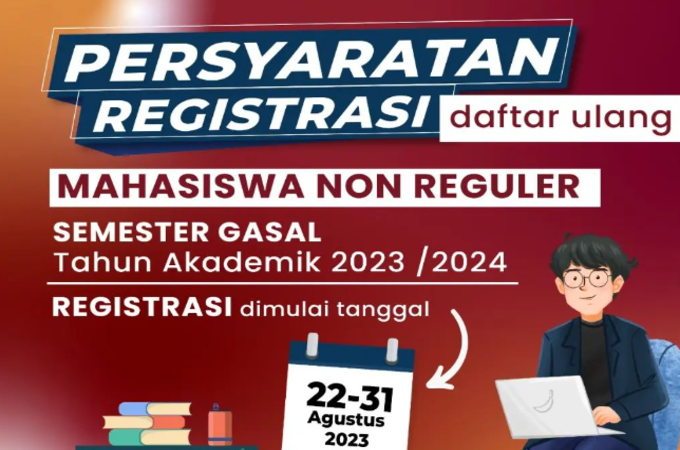 PERSYARATAN
REGISTRASI daftar ulang
MAHASISWA NON REGULER
SEMESTER GASAL
Tahun Akademik 2023 /2024
REGISTRASI dimulai tanggal
22-31
Agustus
2023